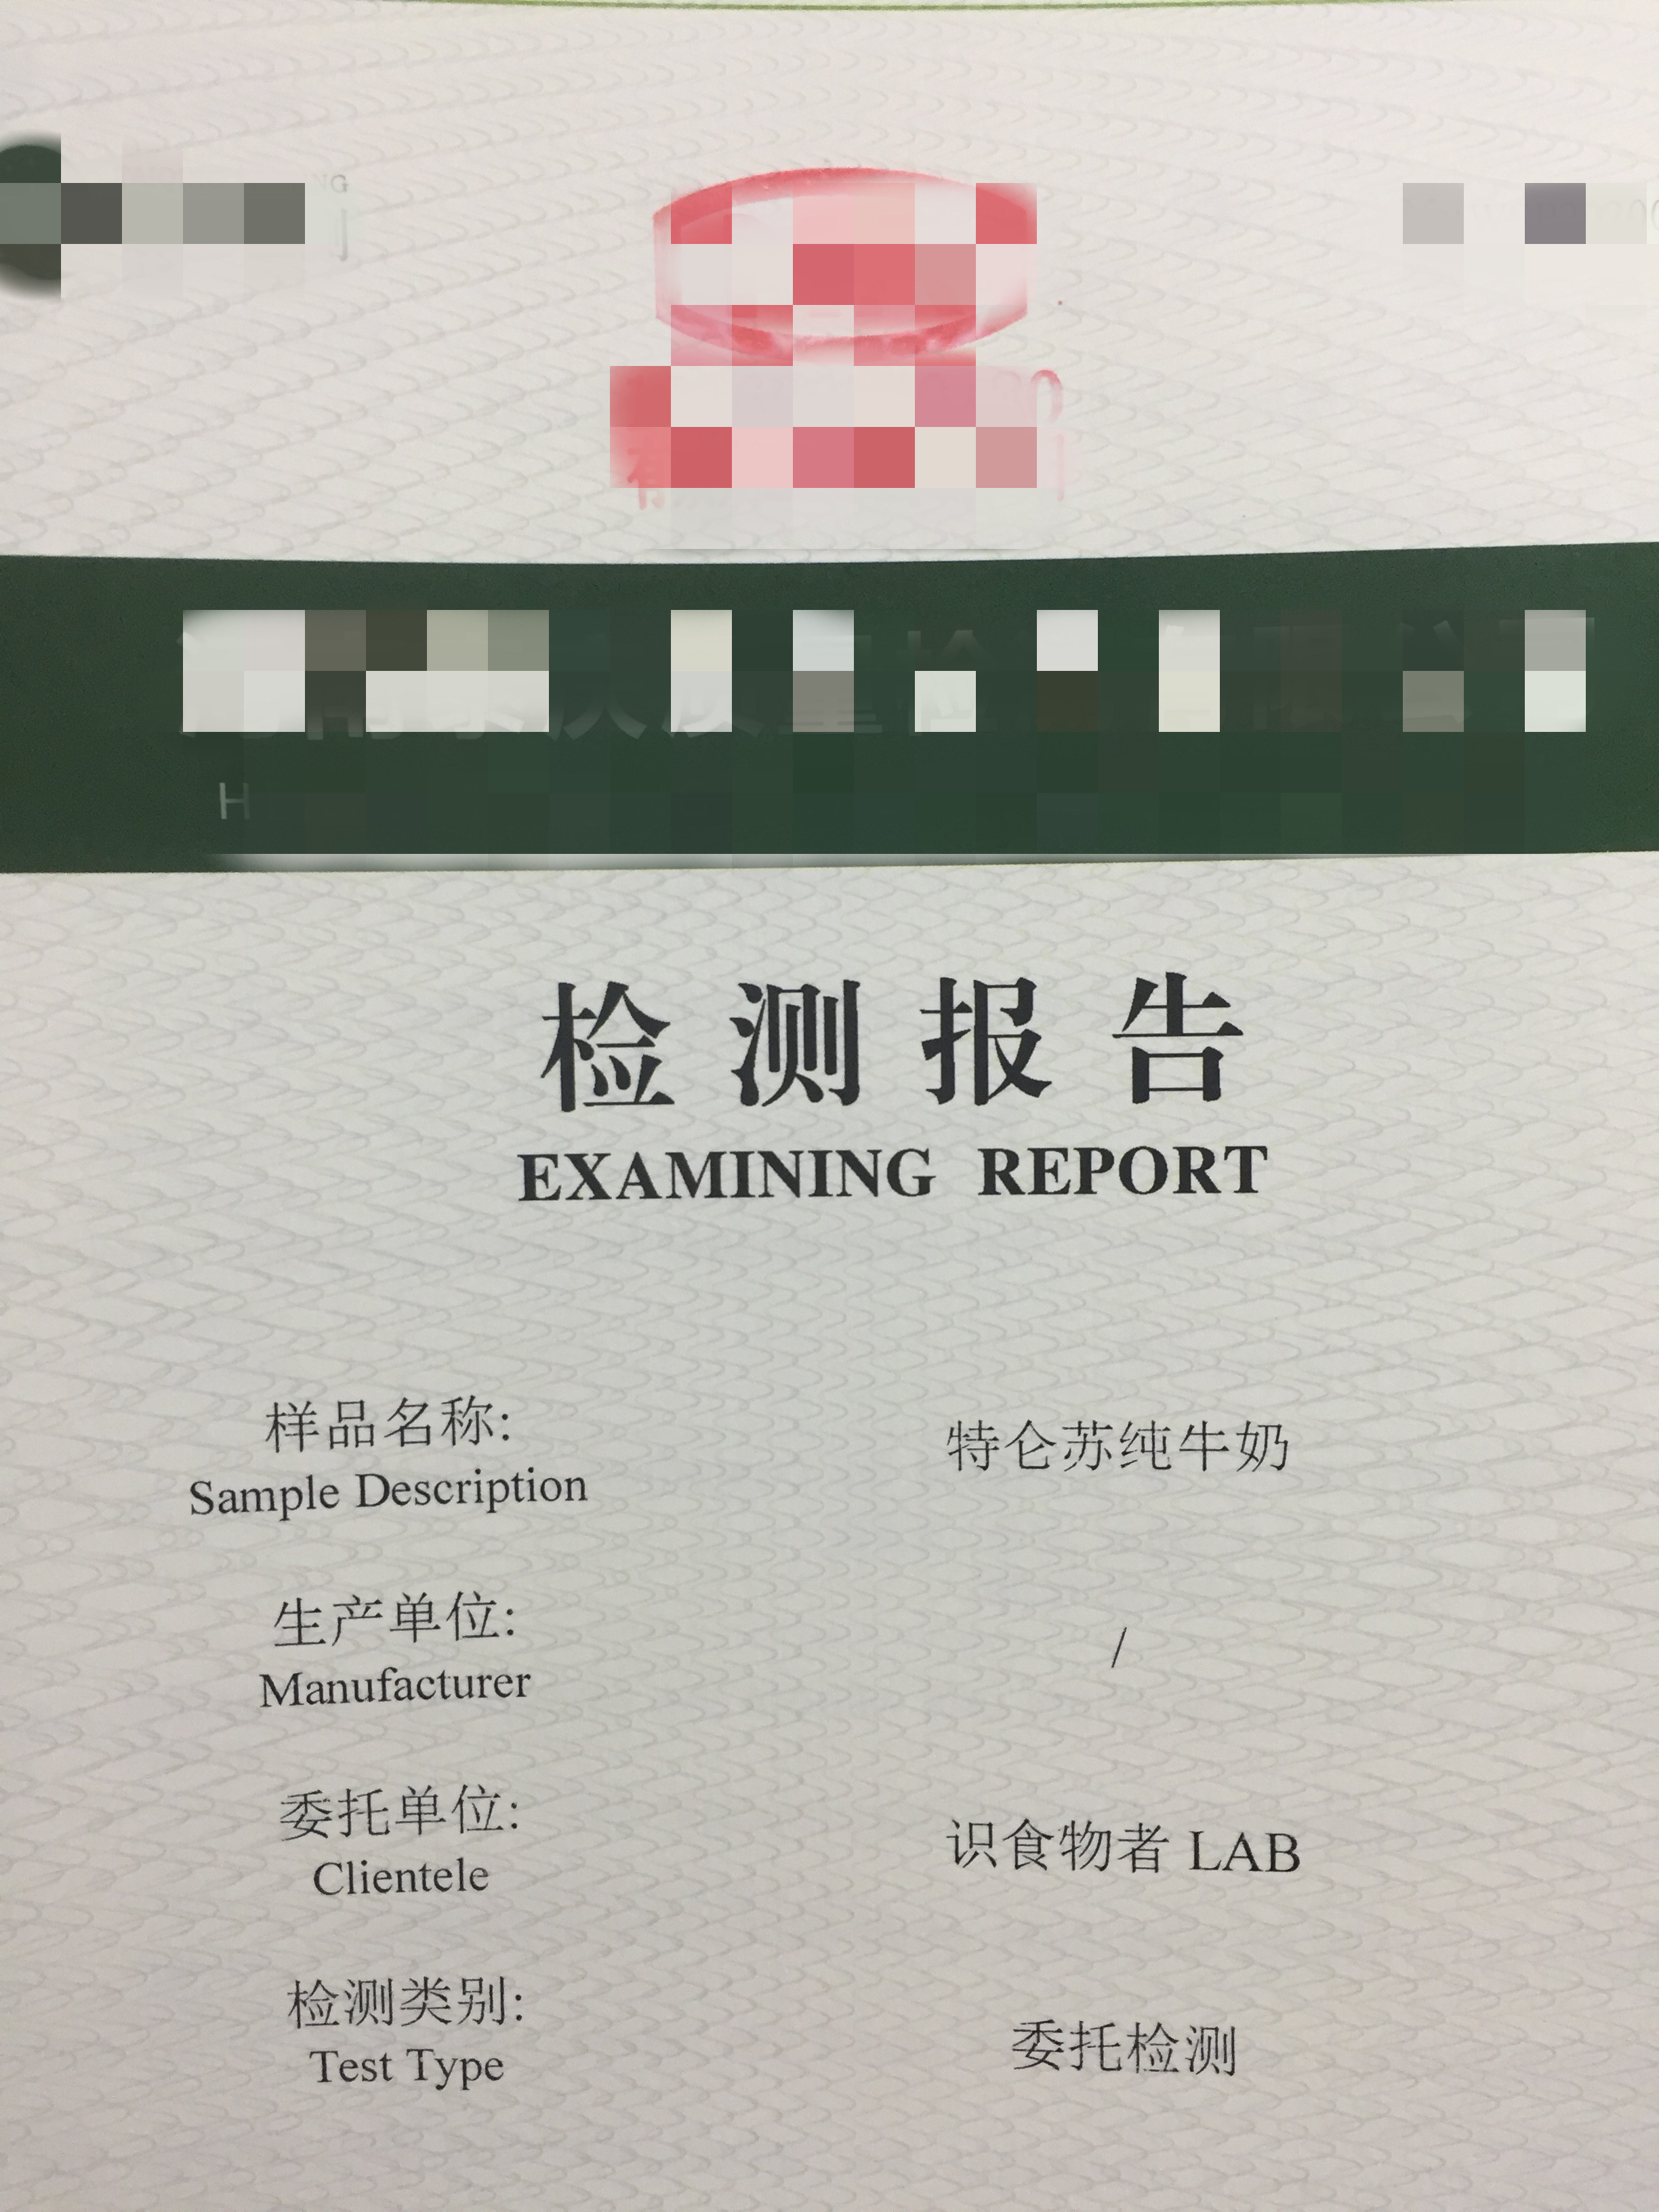 检测报告
EXAMINING REPORT
样品名称:
Sample Description
特仑苏纯牛奶
生产单位:
Manufacturer
/
委托单位:
Clientele
识食物者 LAB
检测类别:
Test Type
委托检测